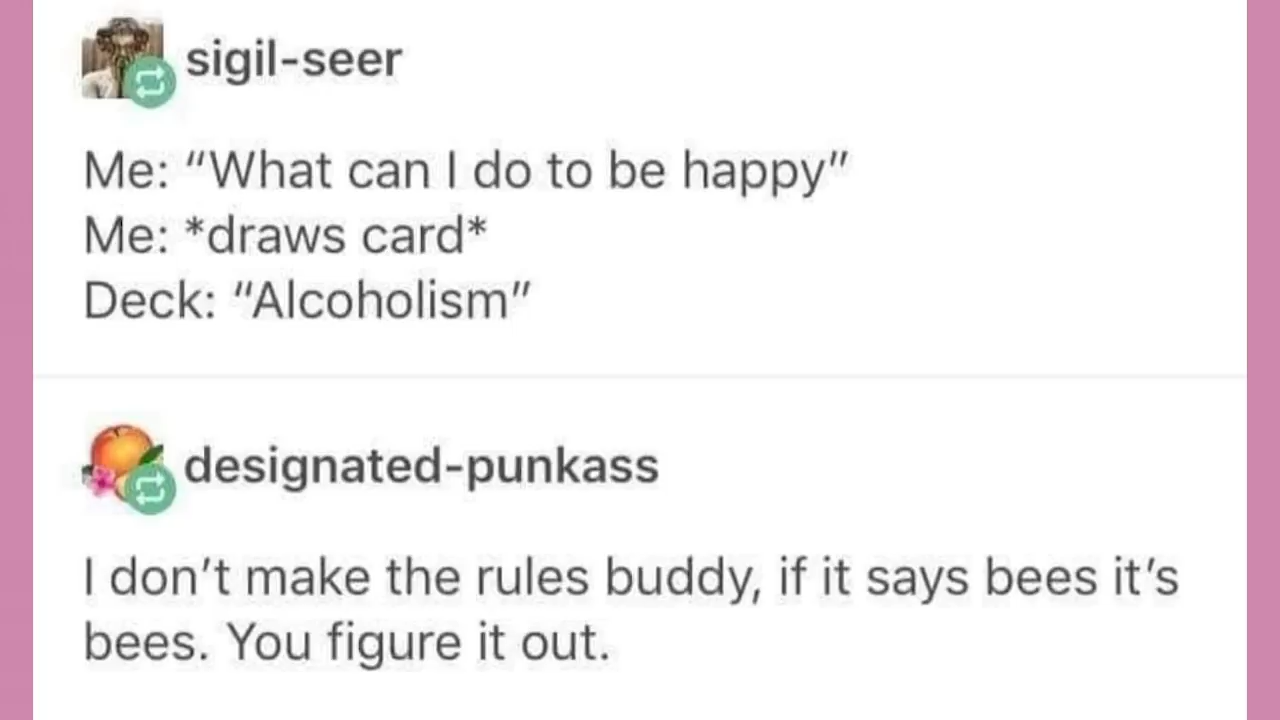 sigil-seer
Me: “What can I do to be happy”
Me: *draws card*
Deck: “Alcoholism”
designated-punkass
I don’t make the rules buddy, if it says bees it’s
bees. You figure it out.